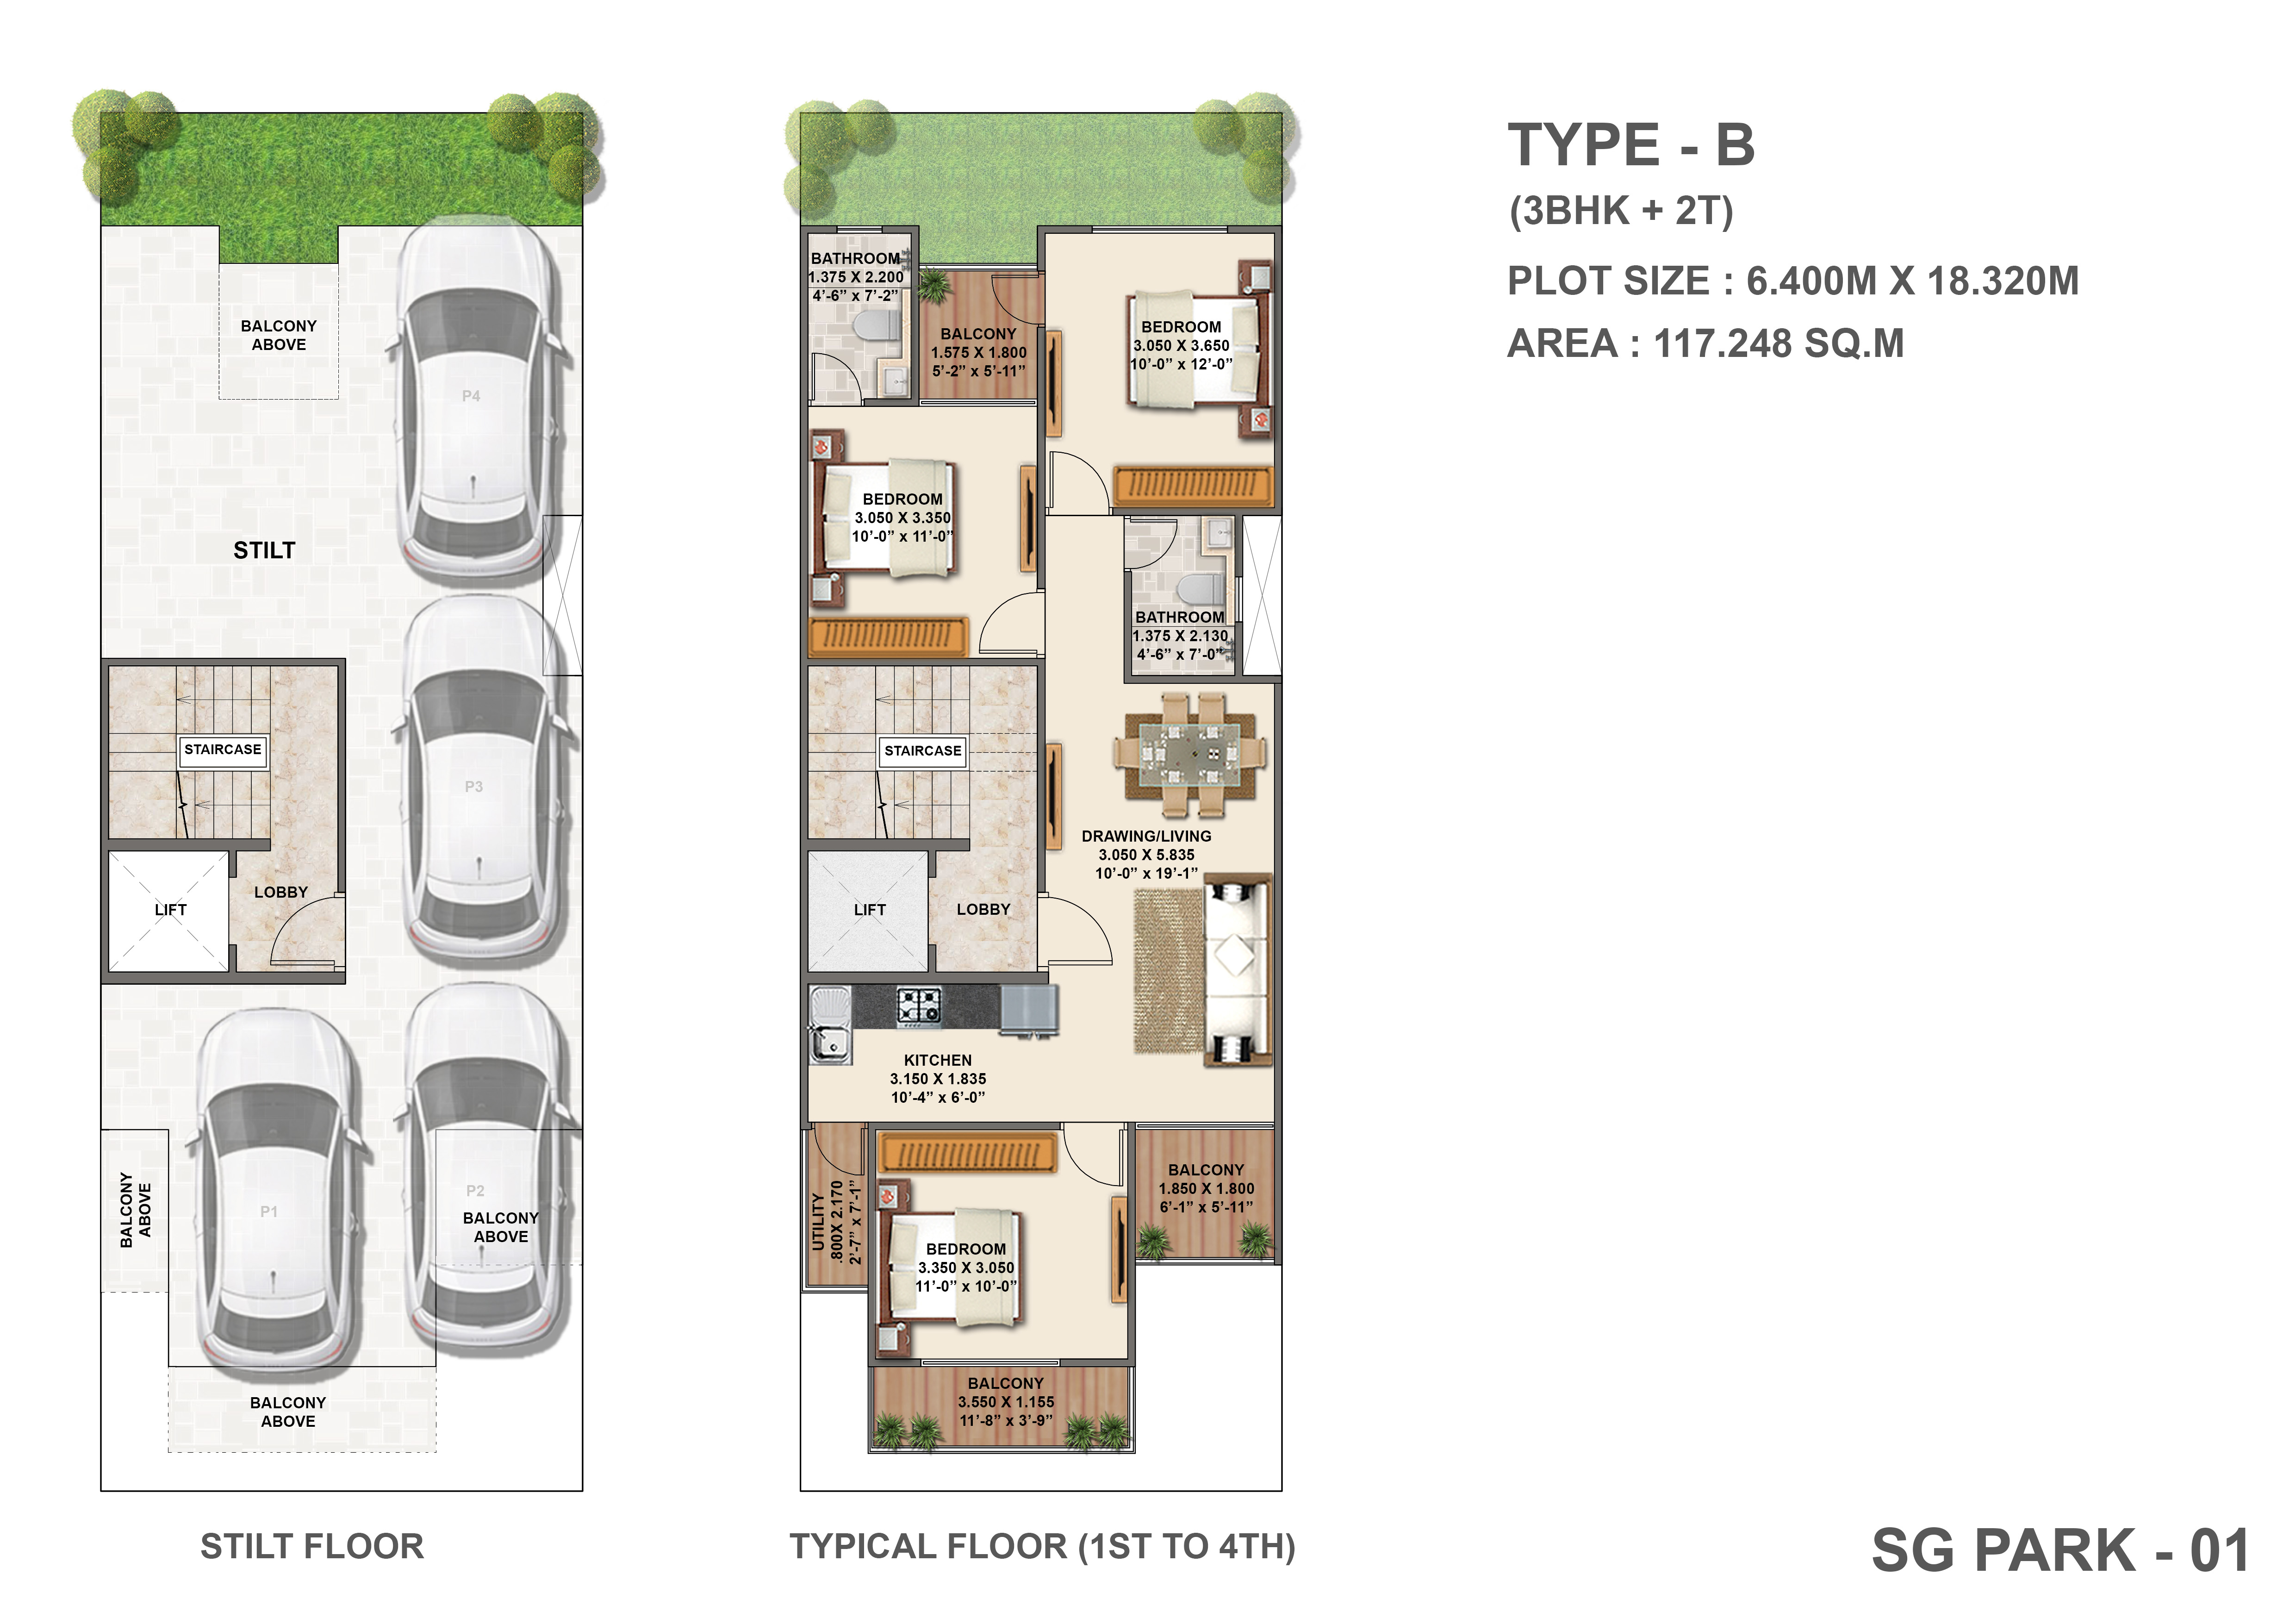 TYPE - B
(3BHK + 2T)
PLOT SIZE : 6.400M X 18.320M
AREA : 117.248 SQ.M
BALCONY
ABOVE
P4
STILT
P3
STAIRCASE
LOBBY
LIFT
BALCONY
ABOVE
P1
P2
BALCONY
ABOVE
BALCONY
ABOVE
STILT FLOOR
BATHROOM
1.375 X 2.200
4'-6” x 7'-2”
BALCONY
1.575 X 1.800
5'-2” x 5'-11”
BEDROOM
3.050 X 3.650
10'-0” x 12'-0”
BEDROOM
3.050 X 3.350
10'-0” x 11'-0”
BATHROOM
1.375 X 2.130
4'-6” x 7'-0”
STAIRCASE
DRAWING/LIVING
3.050 X 5.835
10'-0” x 19'-1”
LIFT
LOBBY
KITCHEN
3.150 X 1.835
10'-4” x 6'-0”
UTILITY
.800X 2.170
2'-7” x 7'-1”
BALCONY
1.850 X 1.800
6'-1” x 5'-11”
BEDROOM
3.350 X 3.050
11'-0” x 10'-0”
BALCONY
3.550 X 1.155
11'-8” x 3'-9”
TYPICAL FLOOR (1ST TO 4TH)
SG PARK - 01